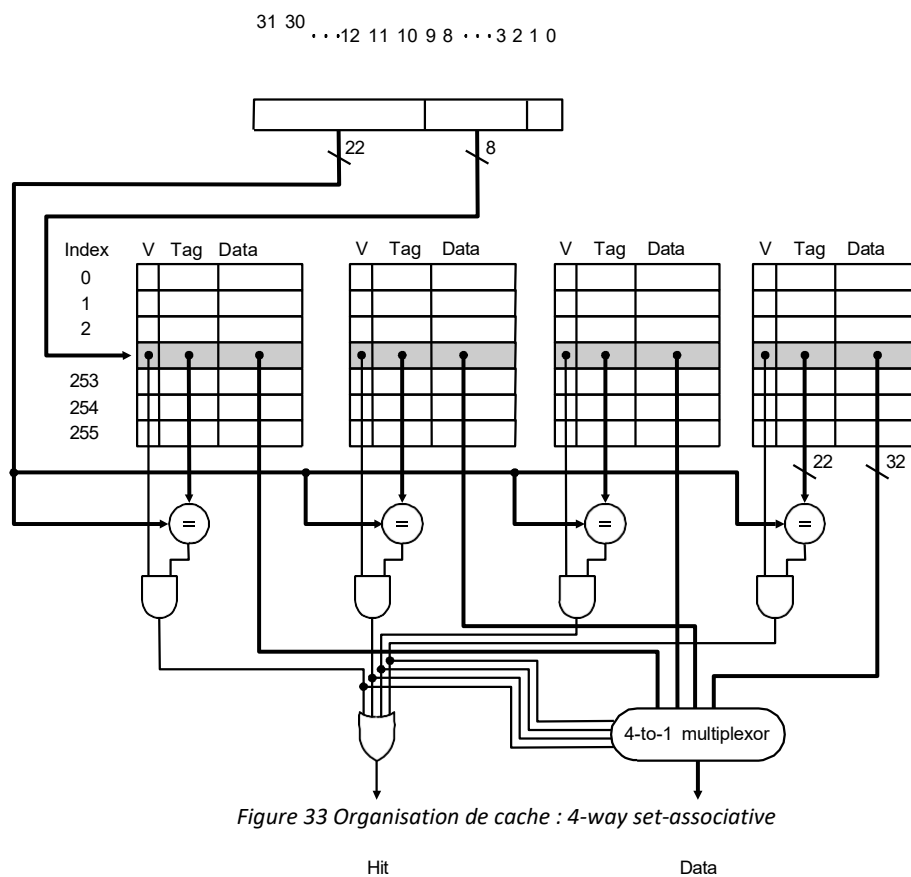 31 30
...12 11 10 9 8 ...3 2 1 0
22
8
Index V Tag Data V Tag Data V Tag Data V Tag Data
0
1
2
253
254
255
22 32
= = = =
4-to-1 multiplexor
Figure 33 Organisation de cache : 4-way set-associative
Hit Data